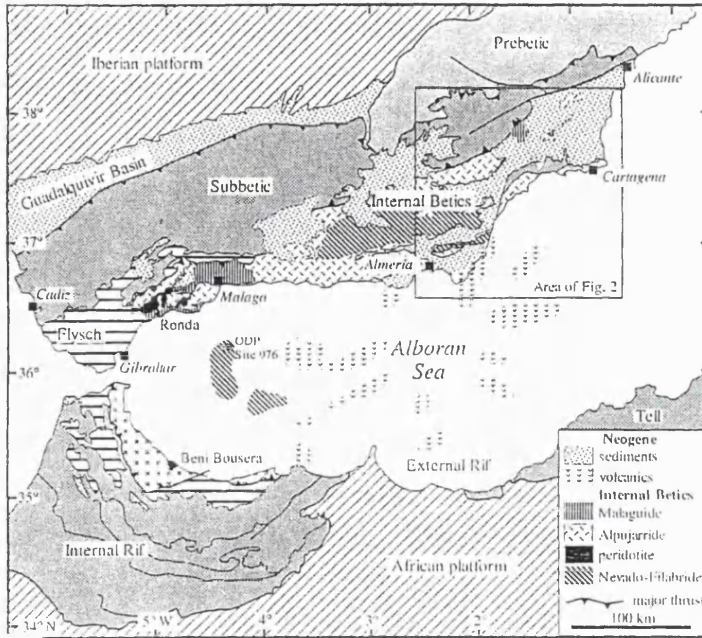 Prebetic
Iberian platform
Alicante
38°
Guadalquivir Basin
Subbetic
Cartagena
Internal Betics
37°
Almeria
Area of Fig. 2
Cadiz
Malaga
Ronda
Flysch
ODP
Site 976
Alboran
Sea
Gibraltar
36°
Tell
Neogene
sediments
Beni Bousera
External Rif
volcanics
Internal Betics
35°
Malaguide
Alpujarride
Internal Rif
peridotite
African platform
Nevado-Filabride
major thrust
34°N
5°W
4°
3°
2°
100 km